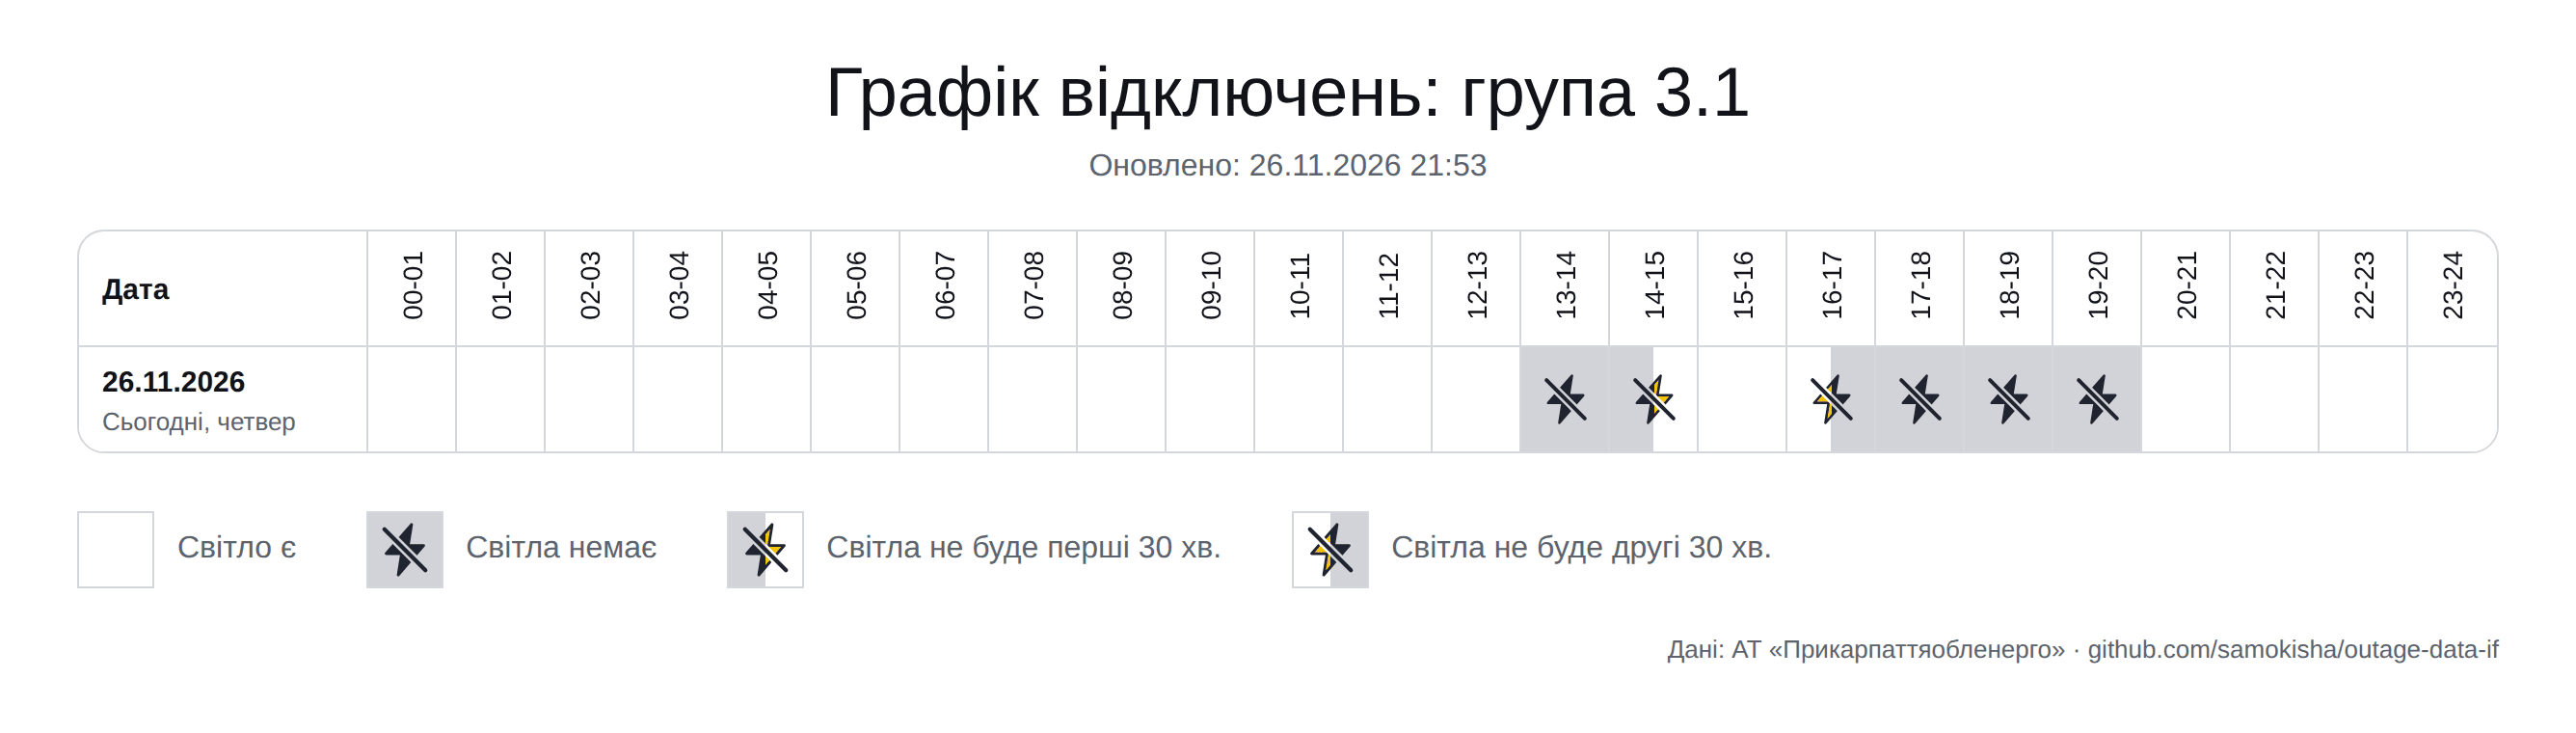 Графік відключень: група 3.1
Оновлено: 26.11.2026 21:53
Дата 00-01 01-02 02-03 03-04 04-05 05-06 06-07 07-08 08-09 09-10 10-11 11-12 12-13 13-14 14-15 15-16 16-17 17-18 18-19 19-20 20-21 21-22 22-23 23-24
26.11.2026
Сьогодні, четвер
Світло є Світла немає Світла не буде перші 30 хв. Світла не буде другі 30 хв.
Дані: АТ «Прикарпаттяобленерго» · github.com/samokisha/outage-data-if